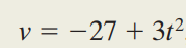 v = −27 + 3t²